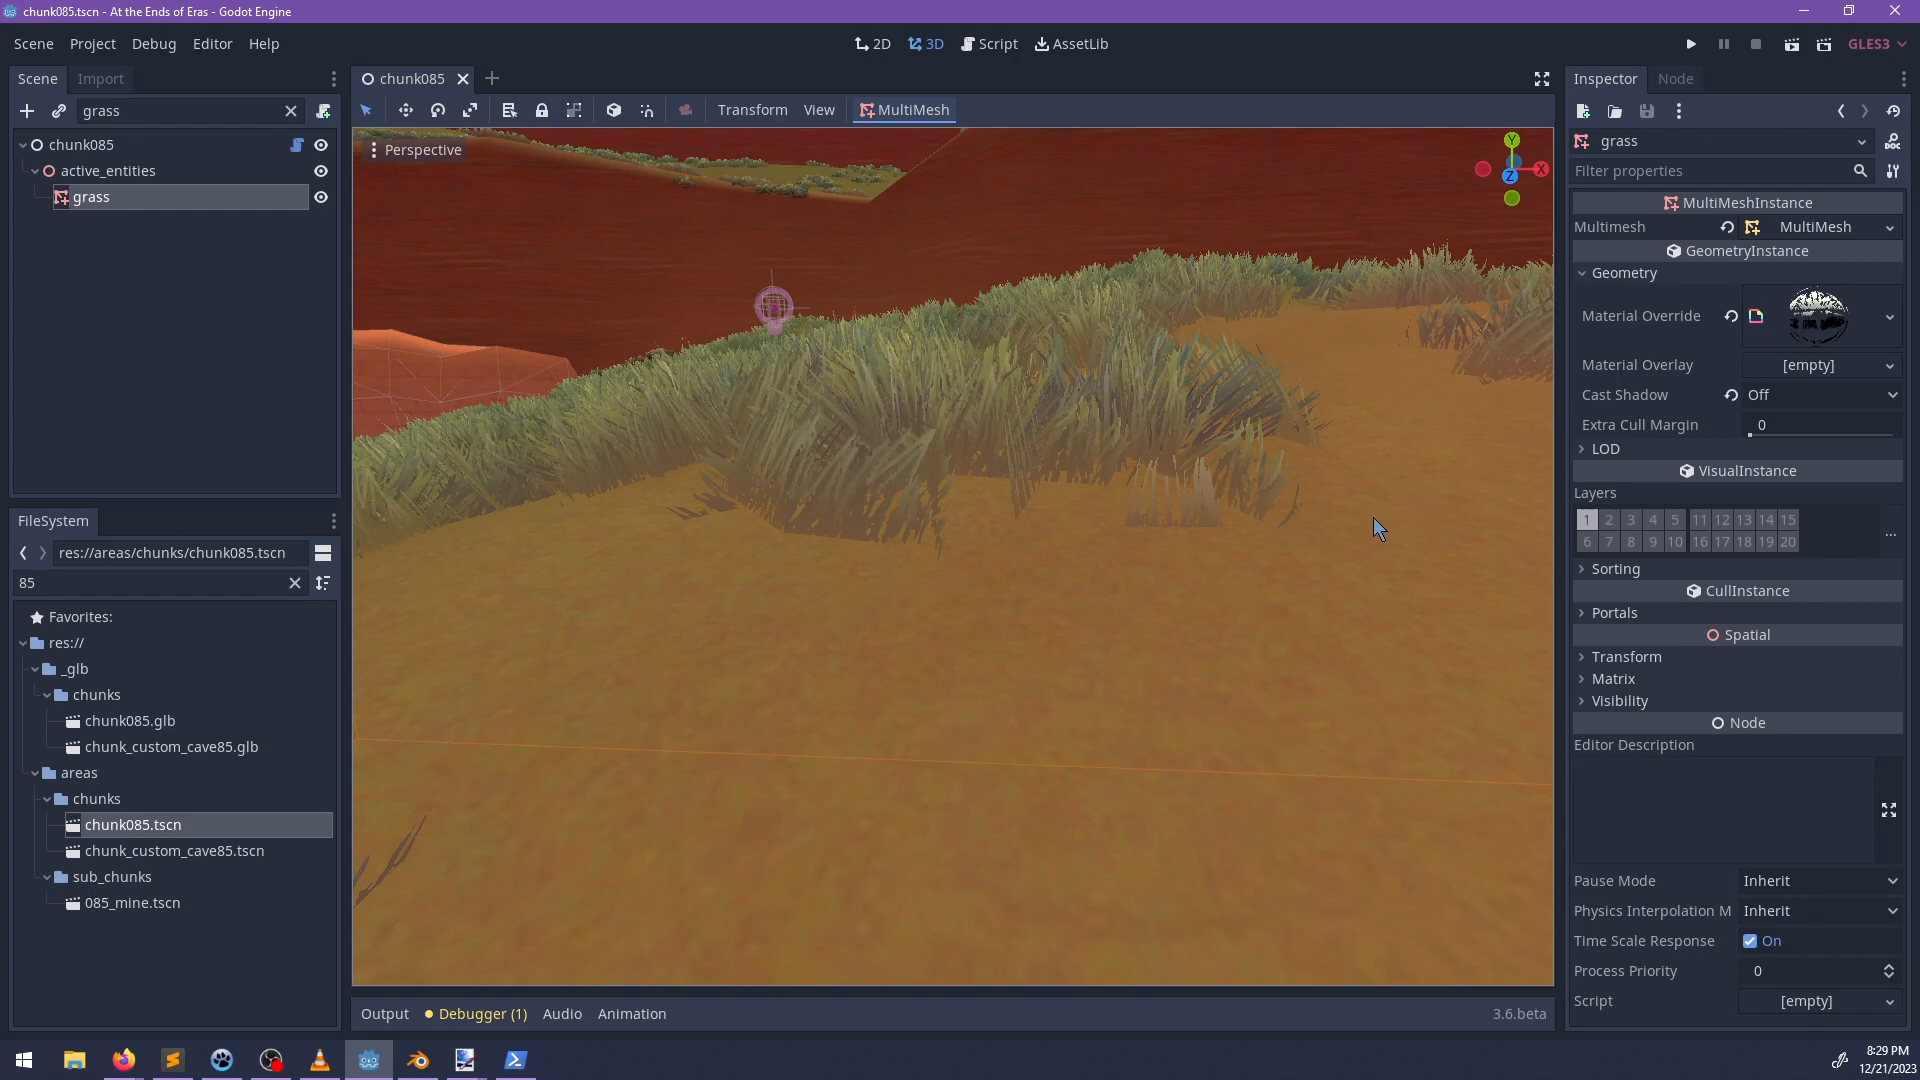 chunk085.tscn - At the Ends of Eras - Godot Engine
Scene Project Debug Editor Help
2D 3D Script AssetLib
GLES3
Scene Import
grass
chunk085
active_entities
grass
FileSystem
res://areas/chunks/chunk085.tscn
85
Favorites:
res://
_glb
chunks
chunk085.glb
chunk_custom_cave85.glb
areas
chunks
chunk085.tscn
chunk_custom_cave85.tscn
sub_chunks
085_mine.tscn
chunk085
Transform View MultiMesh
Perspective
Y
X
Z
Output Debugger (1) Audio Animation 3.6.beta
Inspector Node
grass
Filter properties
MultiMeshInstance
Multimesh MultiMesh
GeometryInstance
Geometry
Material Override
Material Overlay [empty]
Cast Shadow Off
Extra Cull Margin 0
LOD
VisualInstance
Layers
1 2 3 4 5 11 12 13 14 15
6 7 8 9 10 16 17 18 19 20
...
Sorting
CullInstance
Portals
Spatial
Transform
Matrix
Visibility
Node
Editor Description
Pause Mode Inherit
Physics Interpolation M Inherit
Time Scale Response On
Process Priority 0
Script [empty]
8:29 PM
12/21/2023